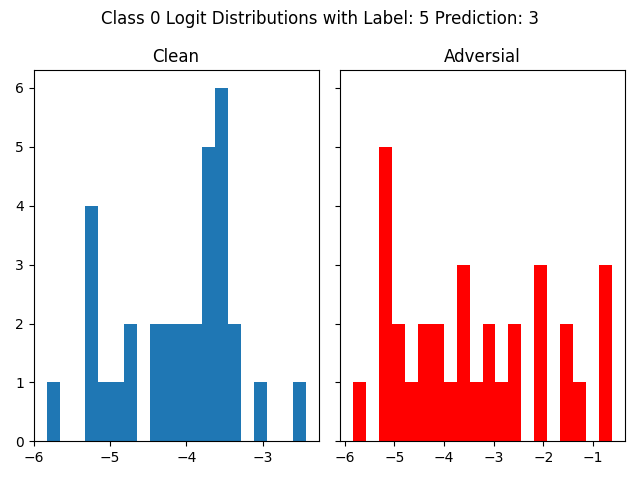 Class 0 Logit Distributions with Label: 5 Prediction: 3
Clean
Adversial
6
5
4
3
2
1
0
−6 −5 −4 −3
−6 −5 −4 −3 −2 −1